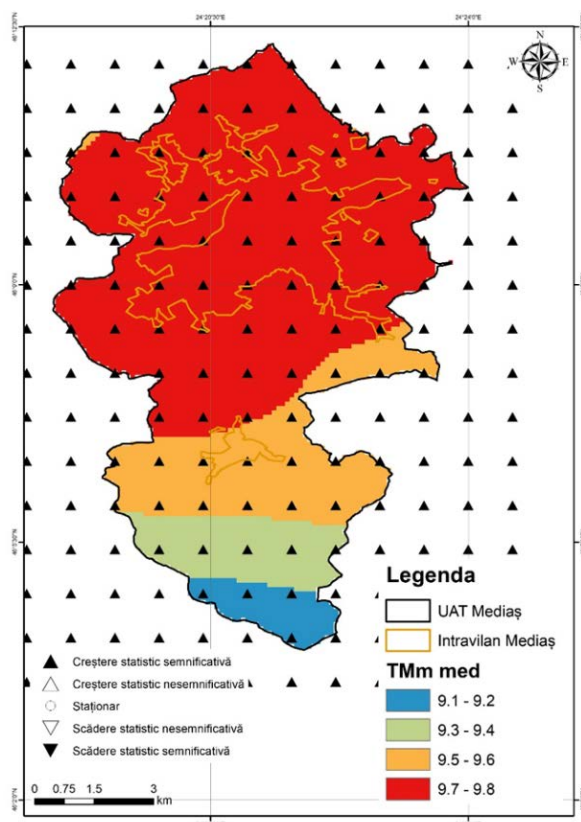 24°20'30"E
24°24'0"E
N
W E
S
Legenda
UAT Mediaș
Intravilan Mediaș
TMm med
9.1 - 9.2
9.3 - 9.4
9.5 - 9.6
9.7 - 9.8
Creștere statistic semnificativă
Creștere statistic nesemnificativă
Staționar
Scădere statistic nesemnificativă
Scădere statistic semnificativă
0 0.75 1.5 3
km